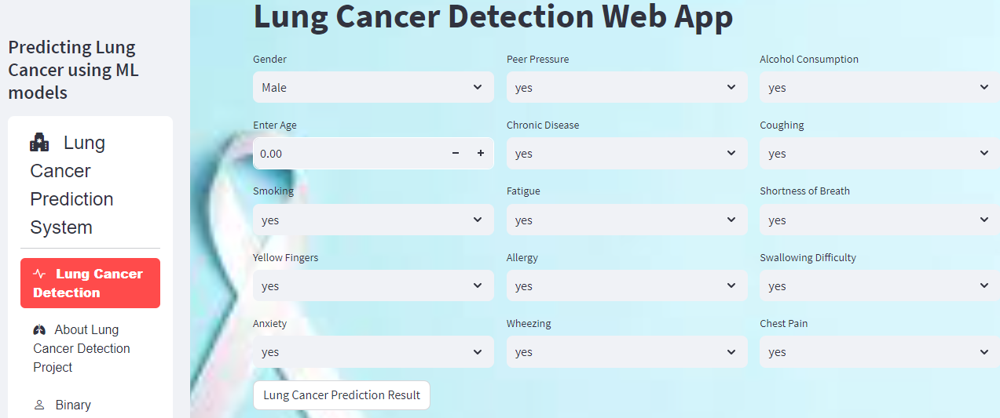 Predicting Lung
Cancer using ML
models
Lung
Cancer
Prediction
System
Lung Cancer
Detection
About Lung
Cancer Detection
Project
Binary
Lung Cancer Detection Web App
Gender
Male
Enter Age
0.00
Smoking
yes
Yellow Fingers
yes
Anxiety
yes
Peer Pressure
yes
Chronic Disease
yes
Fatigue
yes
Allergy
yes
Wheezing
yes
Alcohol Consumption
yes
Coughing
yes
Shortness of Breath
yes
Swallowing Difficulty
yes
Chest Pain
yes
Lung Cancer Prediction Result